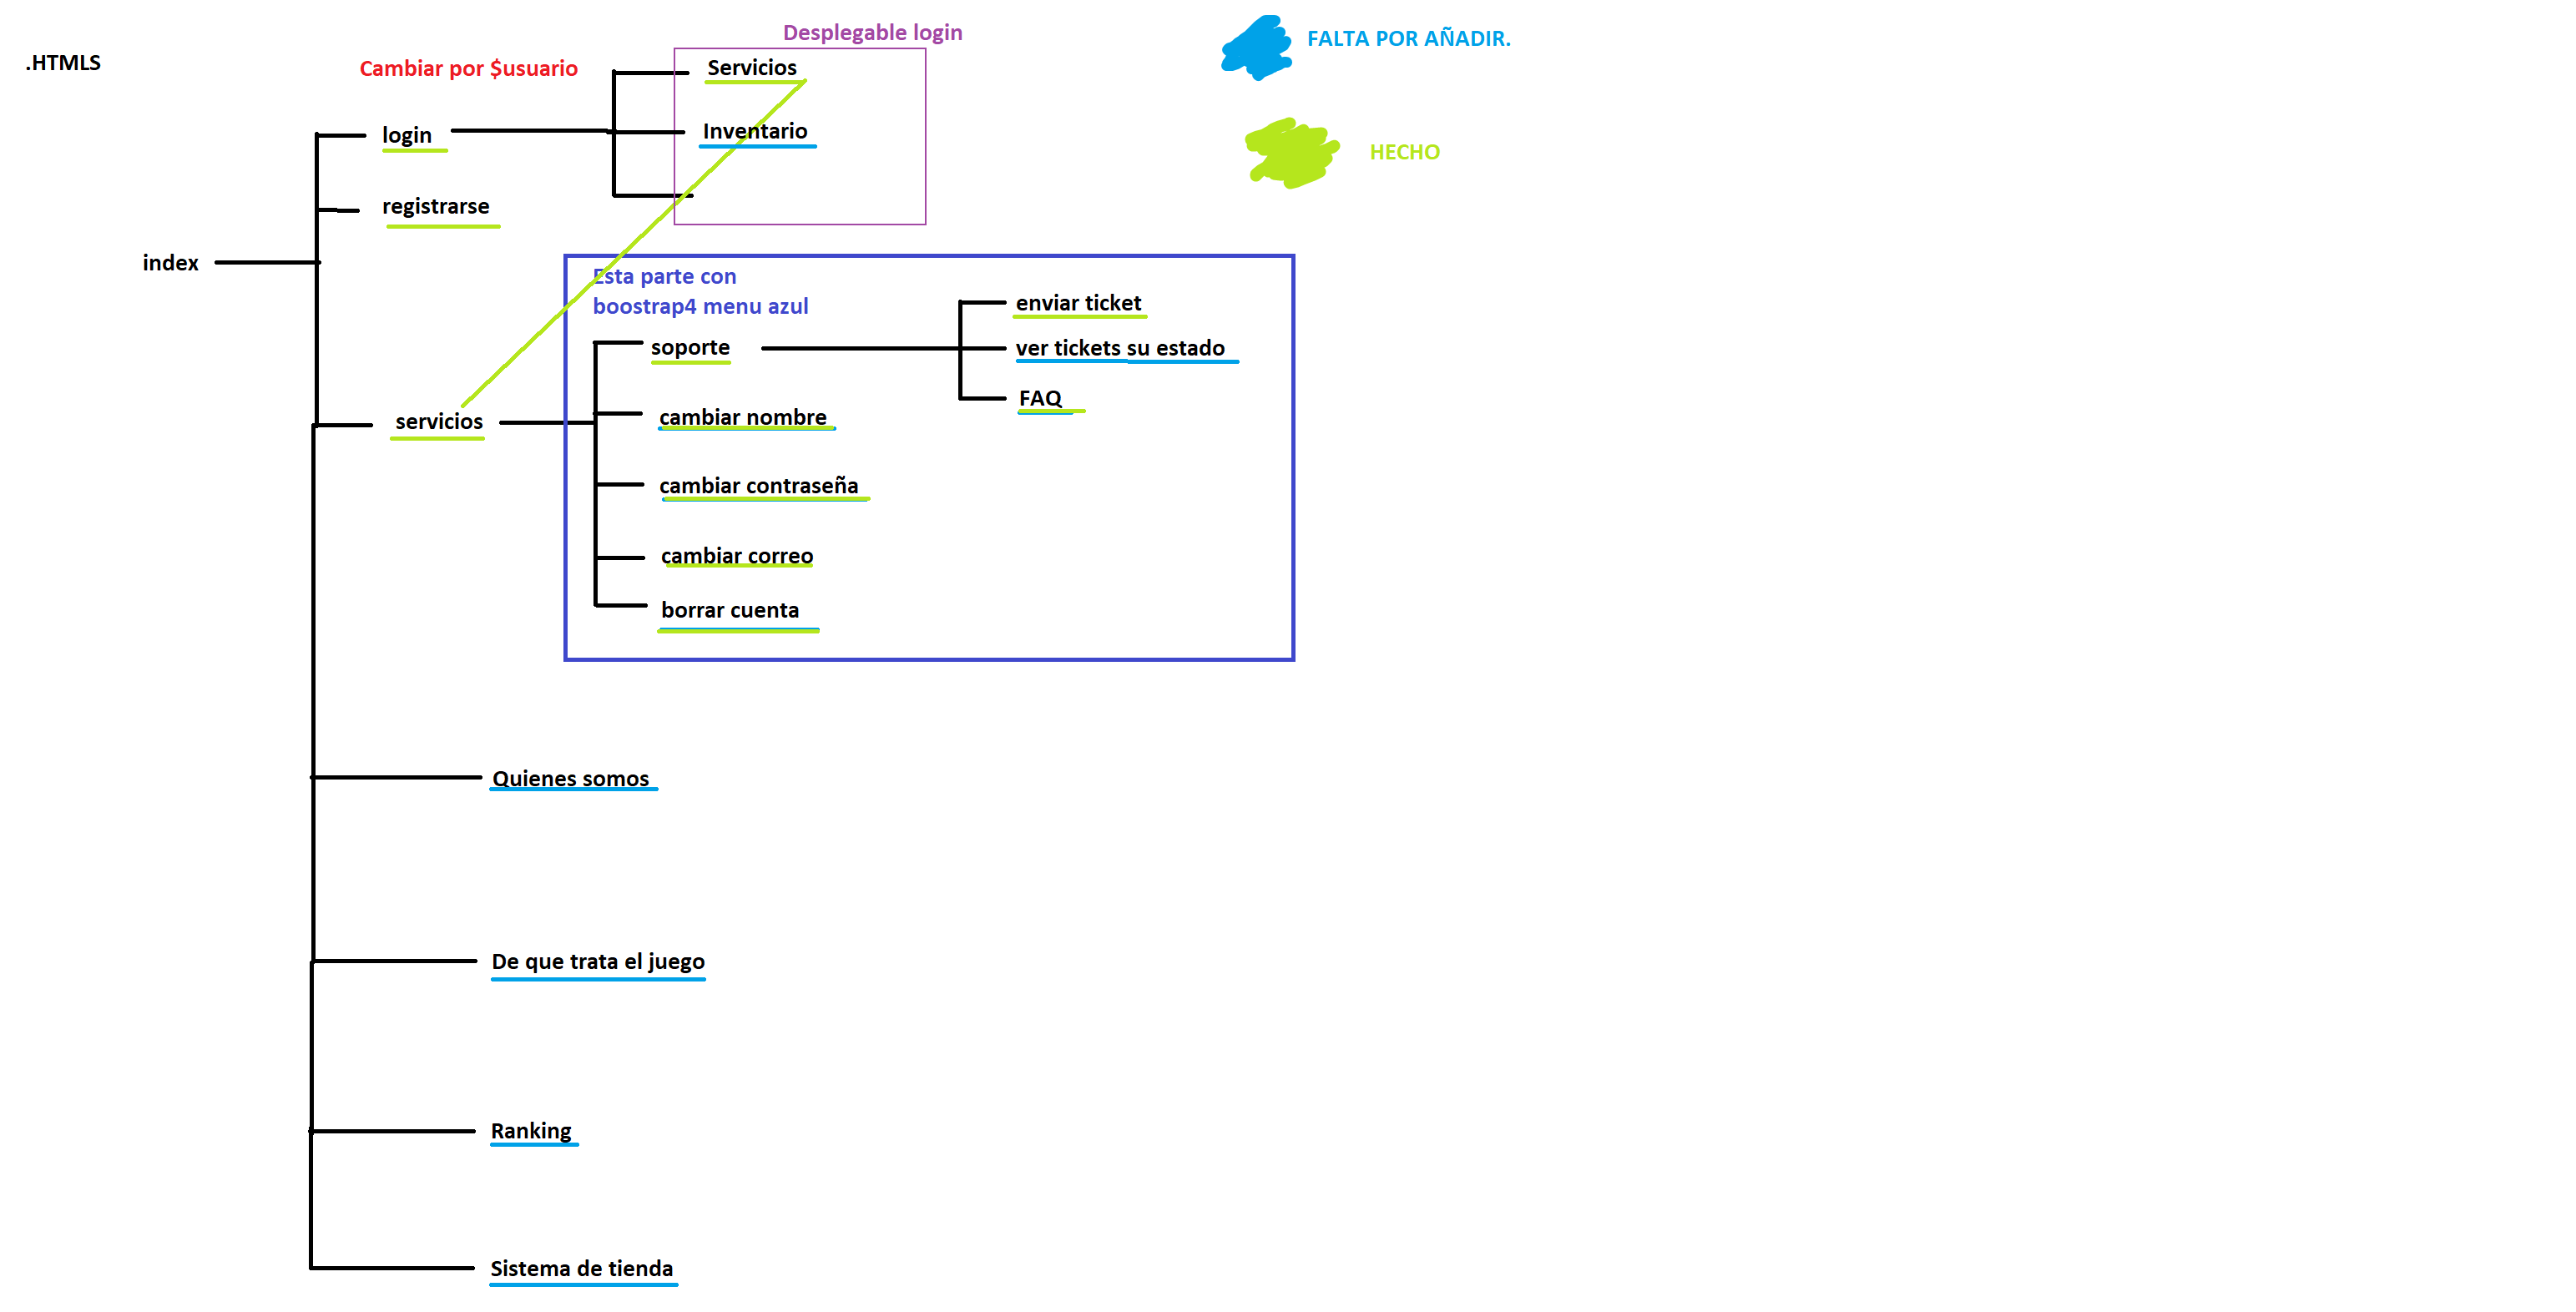 .HTMLS
Cambiar por $usuario
Desplegable login
Servicios
Inventario
FALTA POR AÑADIR.
HECHO
login
registrarse
index
servicios
Esta parte con
boostrap4 menu azul
soporte
enviar ticket
ver tickets su estado
FAQ
cambiar nombre
cambiar contraseña
cambiar correo
borrar cuenta
Quienes somos
De que trata el juego
Ranking
Sistema de tienda